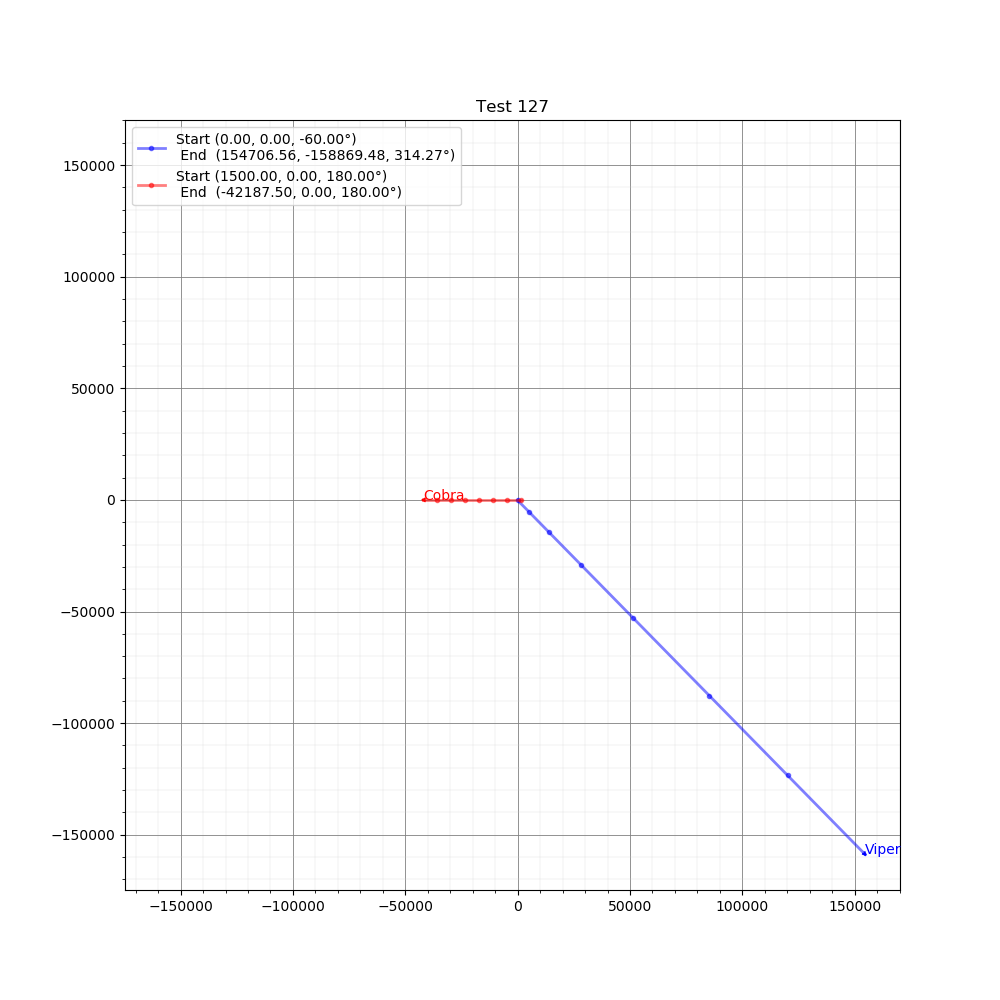 Test 127
Start (0.00, 0.00, -60.00°)
End (154706.56, -158869.48, 314.27°)
Start (1500.00, 0.00, 180.00°)
End (-42187.50, 0.00, 180.00°)
150000
100000
50000
0
−50000
−100000
−150000
Cobra
Viper
−150000 −100000 −50000 0 50000 100000 150000